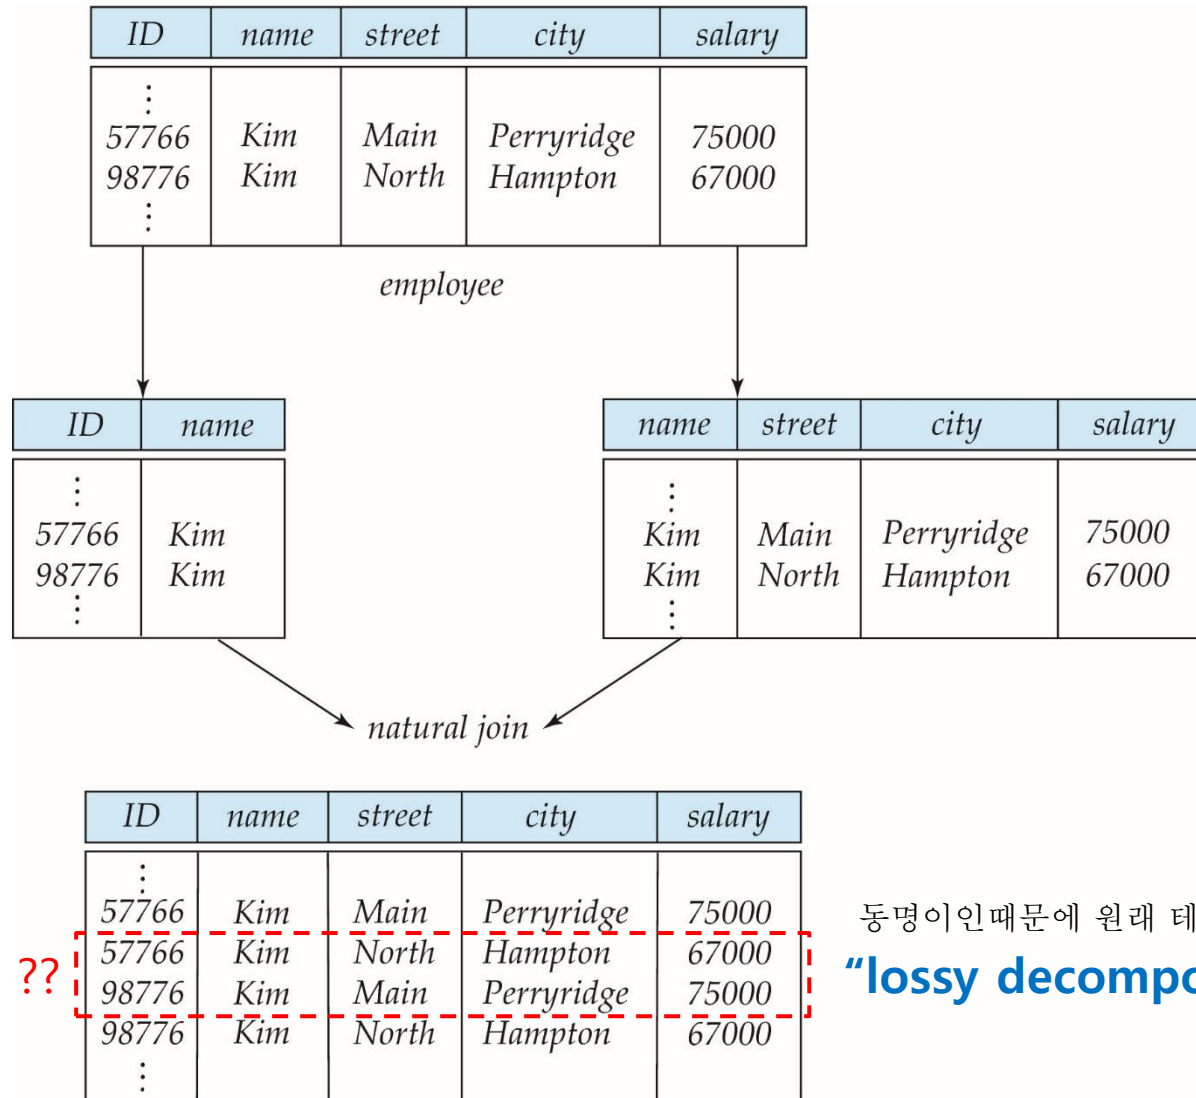 ID name street city salary
⋮
57766 Kim Main Perryridge 75000
98776 Kim North Hampton 67000
⋮
employee
ID name
⋮
57766 Kim
98776 Kim
⋮
name street city salary
⋮
Kim Main Perryridge 75000
Kim North Hampton 67000
⋮
natural join
ID name street city salary
⋮
57766 Kim Main Perryridge 75000
57766 Kim North Hampton 67000
98776 Kim Main Perryridge 75000
98776 Kim North Hampton 67000
⋮
??
동명이인때문에 원래 테
“lossy decompo